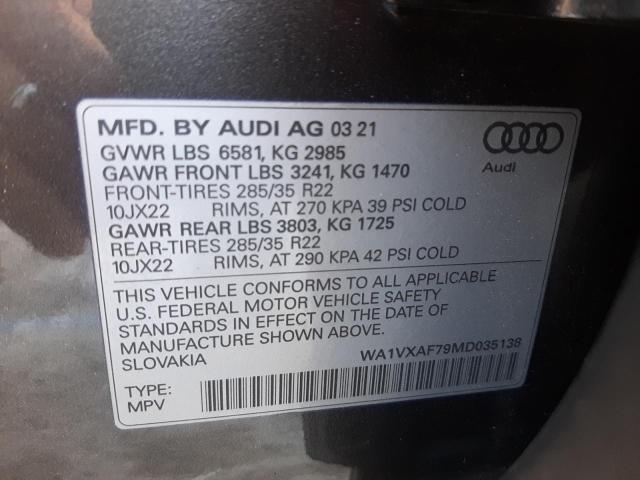 MFD. BY AUDI AG 03 21
Audi
GVWR LBS 6581, KG 2985
GAWR FRONT LBS 3241, KG 1470
FRONT-TIRES 285/35 R22
10JX22 RIMS, AT 270 KPA 39 PSI COLD
GAWR REAR LBS 3803, KG 1725
REAR-TIRES 285/35 R22
10JX22 RIMS, AT 290 KPA 42 PSI COLD
THIS VEHICLE CONFORMS TO ALL APPLICABLE
U.S. FEDERAL MOTOR VEHICLE SAFETY
STANDARDS IN EFFECT ON THE DATE OF
MANUFACTURE SHOWN ABOVE.
SLOVAKIA WA1VXAF79MD035138
TYPE:
MPV